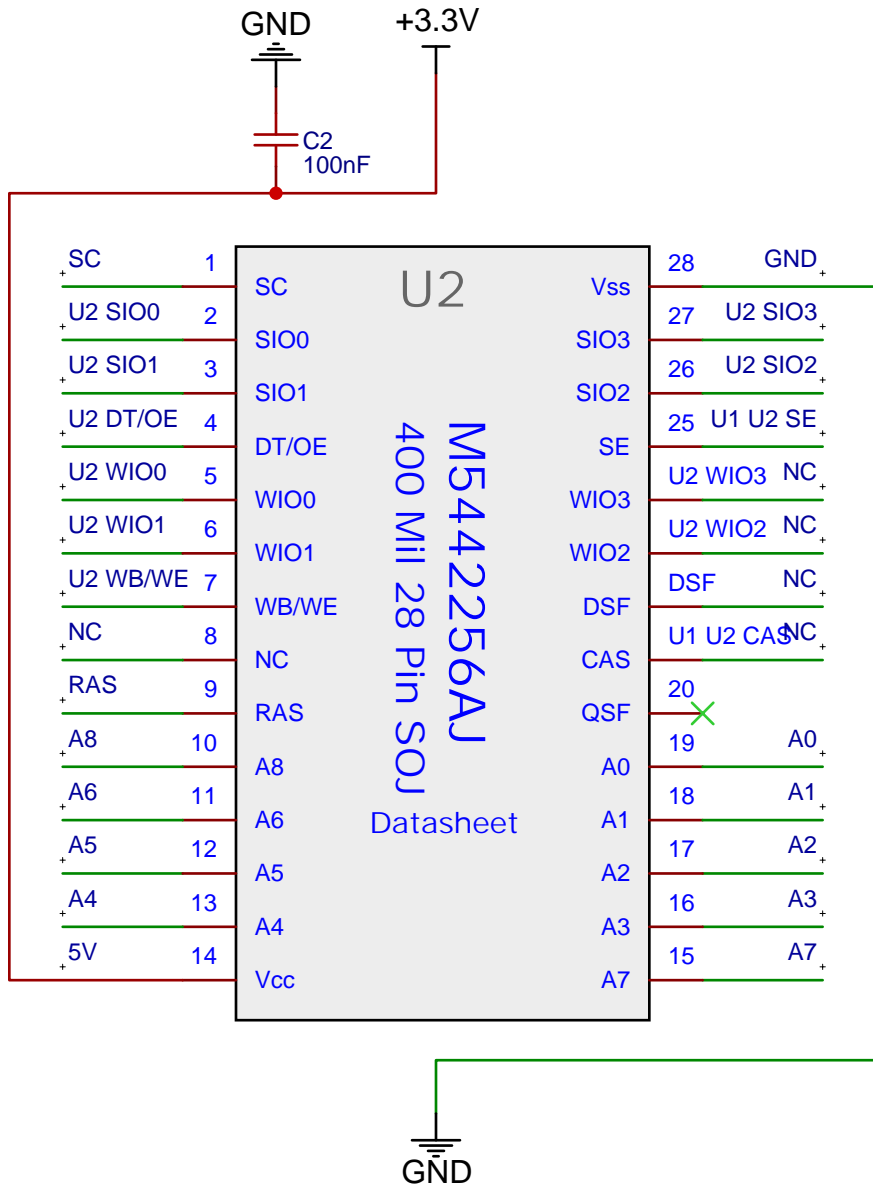 GND
+3.3V
C2
100nF
SC 1 SC
U2 SIO0 2 SIO0
U2 SIO1 3 SIO1
U2 DT/OE 4 DT/OE
U2 WIO0 5 WIO0
U2 WIO1 6 WIO1
U2 WB/WE 7 WB/WE
NC 8 NC
RAS 9 RAS
A8 10 A8
A6 11 A6
A5 12 A5
A4 13 A4
5V 14 Vcc
U2
M5442256AJ
400 Mil 28 Pin SOJ
Datasheet
Vss 28 GND
SIO3 27 U2 SIO3
SIO2 26 U2 SIO2
SE 25 U1 U2 SE
WIO3 U2 WIO3 NC
WIO2 U2 WIO2 NC
DSF DSF NC
CAS U1 U2 CAS NC
QSF 20
A0 19 A0
A1 18 A1
A2 17 A2
A3 16 A3
A7 15 A7
GND